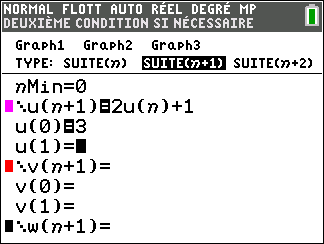 NORMAL FLOTT AUTO RÉEL DEGRÉ MP
DEUXIÈME CONDITION SI NÉCESSAIRE
Graph1 Graph2 Graph3
TYPE: SUITE(n) SUITE(n+1) SUITE(n+2)
nMin=0
\u(n+1)=2u(n)+1
u(0)=3
u(1)=
\v(n+1)=
v(0)=
v(1)=
\w(n+1)=